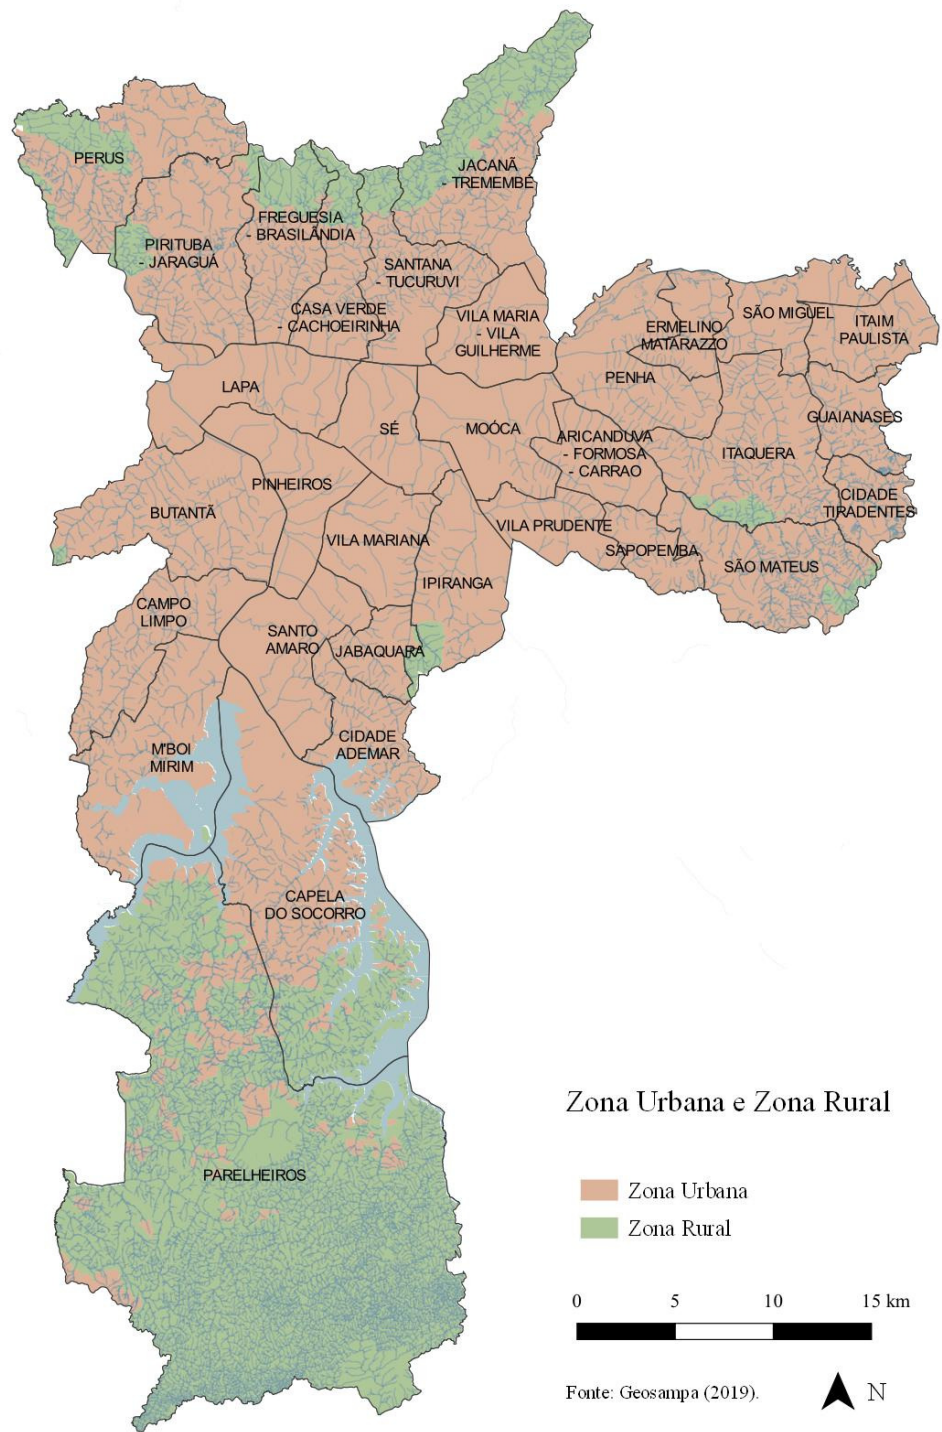 PERUS
JACANÃ
- TREMEMBÉ
FREGUESIA
- BRASILÂNDIA
PIRITUBA
- JARAGUÁ
SANTANA
- TUCURUVI
CASA VERDE
- CACHOEIRINHA
VILA MARIA
- VILA
GUILHERME
ERMELINO
MATARAZZO
SÃO MIGUEL
ITAIM
PAULISTA
LAPA
PENHA
SÉ
MOÓCA
GUAIANASES
ARICANDUVA
- FORMOSA
- CARRAO
ITAQUERA
PINHEIROS
BUTANTÃ
CIDADE
TIRADENTES
VILA MARIANA
VILA PRUDENTE
SAPOPEMBA
SÃO MATEUS
IPIRANGA
CAMPO
LIMPO
SANTO
AMARO
JABAQUARA
M'BOI
MIRIM
CIDADE
ADEMAR
CAPELA
DO SOCORRO
PARELHEIROS
Zona Urbana e Zona Rural
Zona Urbana
Zona Rural
0 5 10 15 km
Fonte: Geosampa (2019).
N